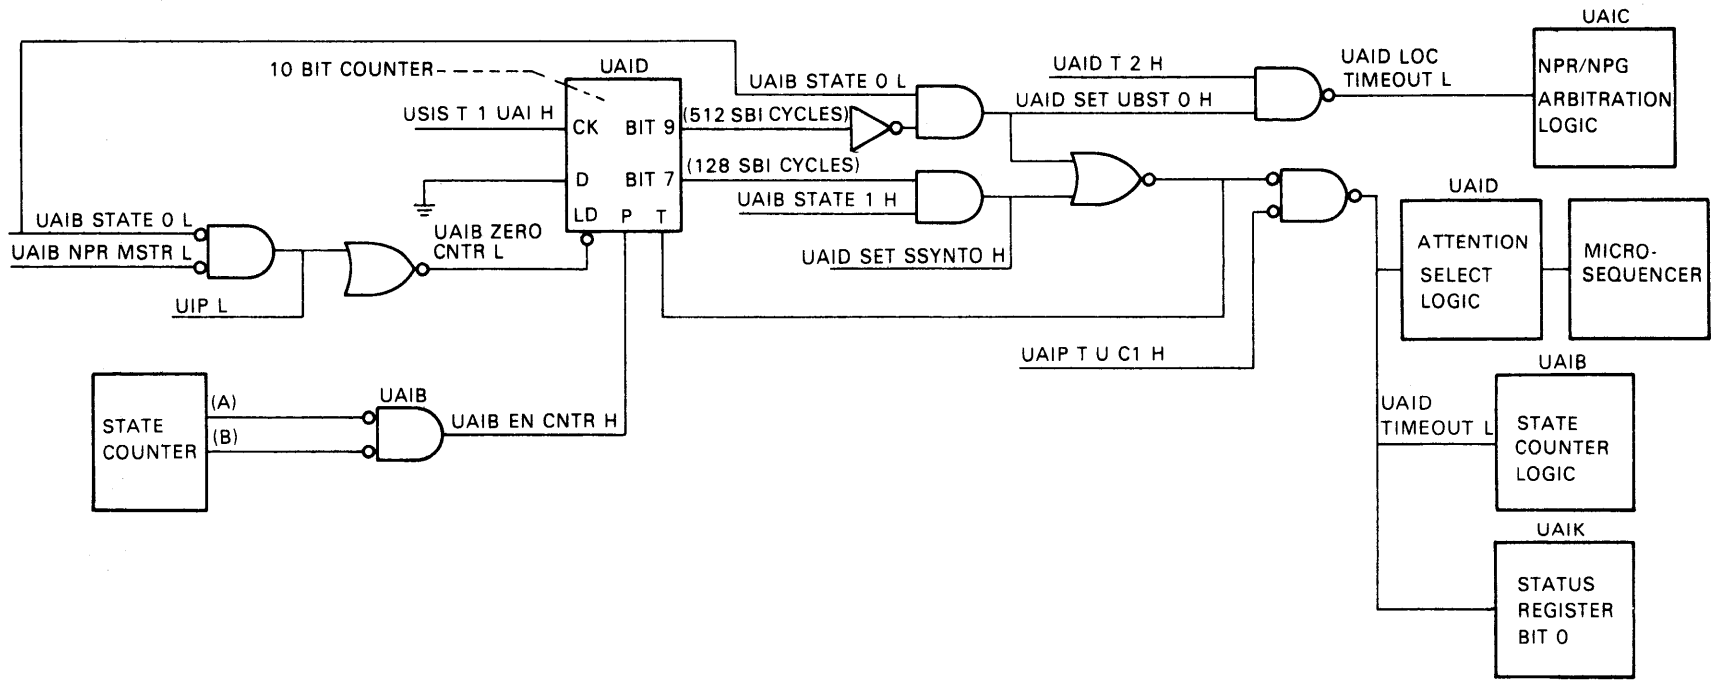 UAIC
UAID T 2 H
UAID LOC
TIMEOUT L
NPR/NPG
ARBITRATION
LOGIC
10 BIT COUNTER
UAID
UAIB STATE 0 L
UAID SET UBST 0 H
USIS T 1 UAI H
CK
BIT 9
(512 SBI CYCLES)
(128 SBI CYCLES)
D
BIT 7
UAIB STATE 1 H
LD
P
T
UAIB STATE 0 L
UAIB ZERO
CNTR L
UAIB NPR MSTR L
UAID SET SSYNTO H
UIP L
UAID
ATTENTION
SELECT
LOGIC
MICRO-
SEQUENCER
UAIP T U C1 H
UAIB
(A)
UAIB
STATE
COUNTER
(B)
UAIB EN CNTR H
UAID
TIMEOUT L
STATE
COUNTER
LOGIC
UAIK
STATUS
REGISTER
BIT 0